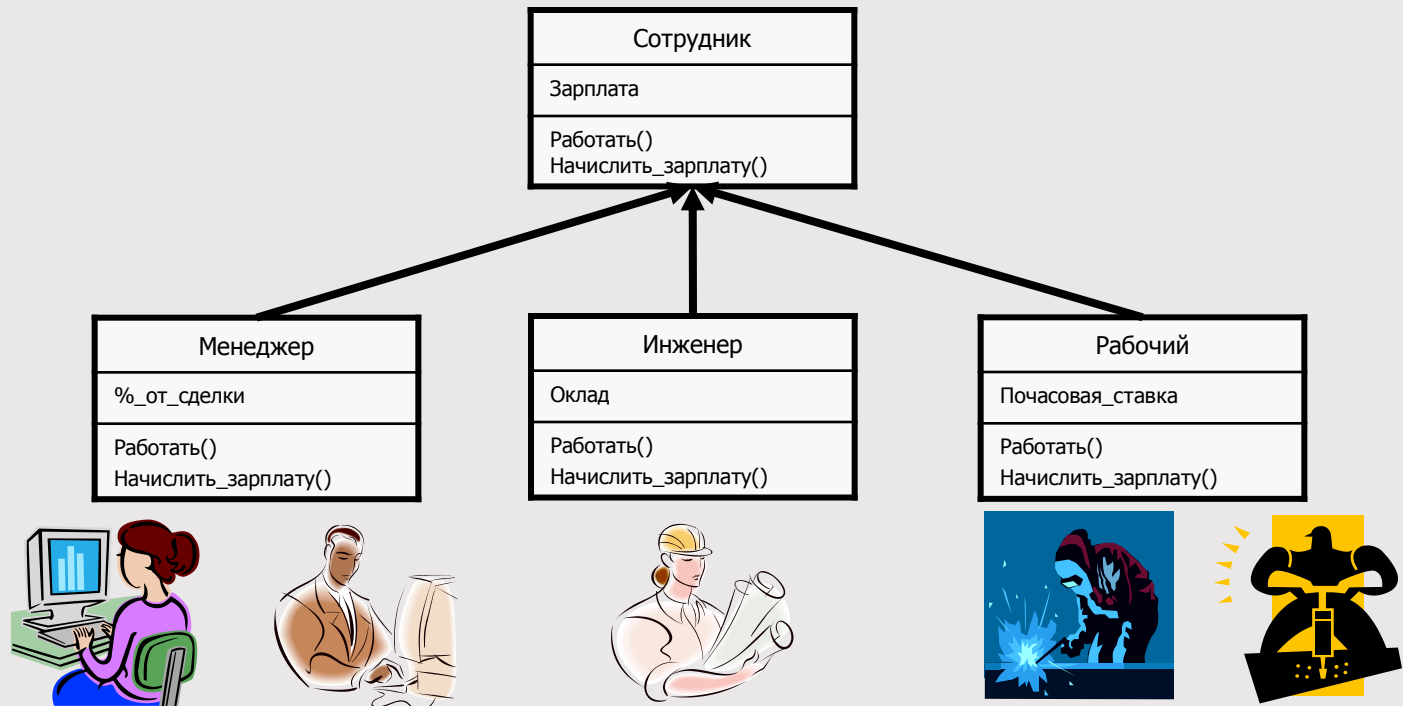 Сотрудник
Зарплата
Работать()
Начислить_зарплату()
Менеджер
%_от_сделки
Работать()
Начислить_зарплату()
Инженер
Оклад
Работать()
Начислить_зарплату()
Рабочий
Почасовая_ставка
Работать()
Начислить_зарплату()